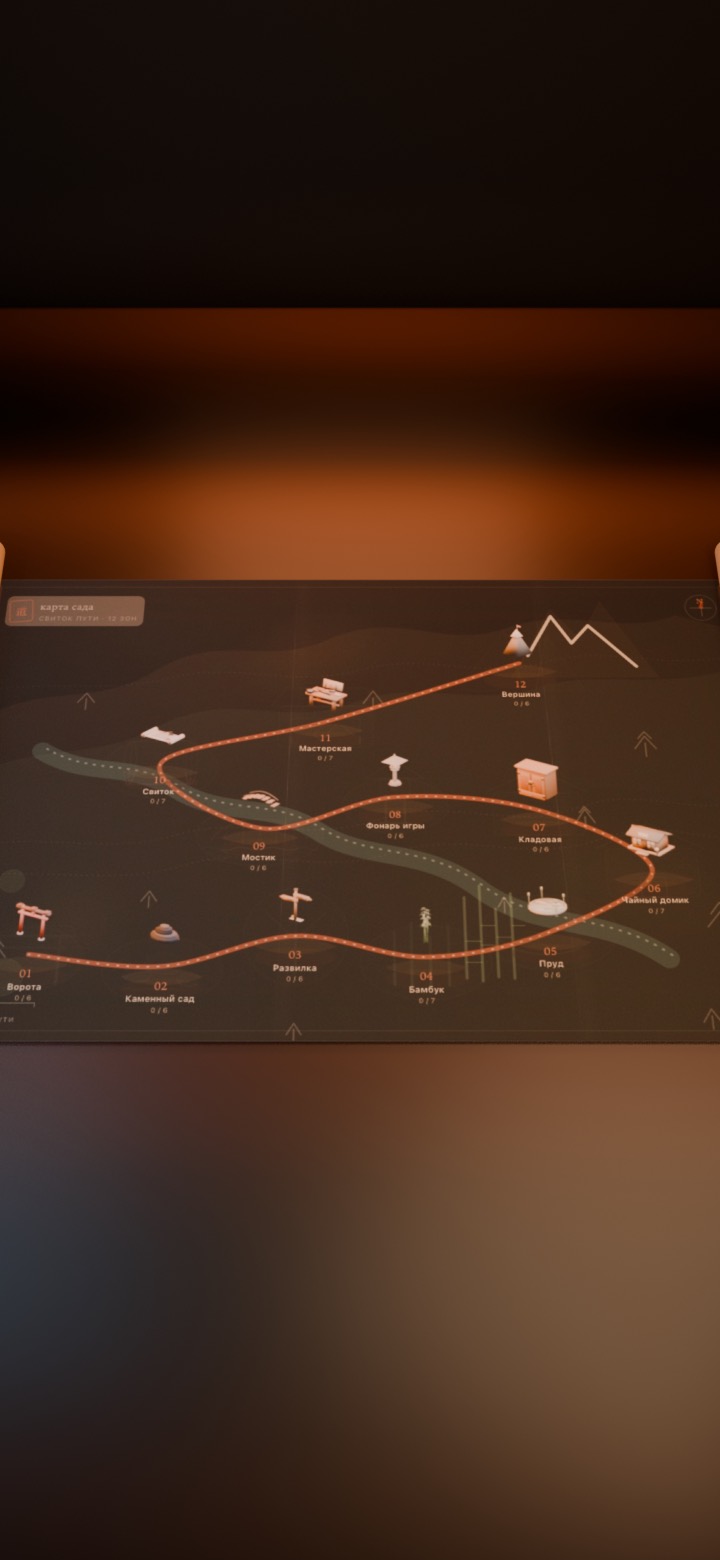 карта сада
СВИТОК ПУТИ · 12 ЗОН
12
Вершина
0 / 6
11
Мастерская
0 / 7
10
Свиток
0 / 7
09
Мостик
0 / 6
08
Фонарь игры
0 / 6
07
Кладовая
0 / 6
06
Чайный домик
0 / 7
05
Пруд
0 / 6
04
Бамбук
0 / 7
03
Развилка
0 / 6
02
Каменный сад
0 / 6
01
Ворота
0 / 6